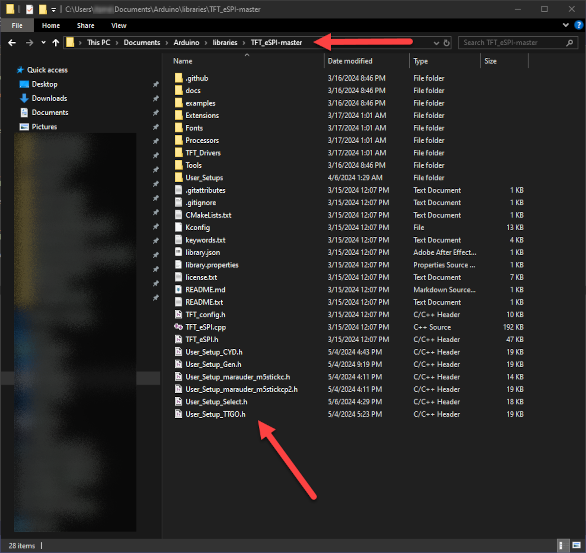 C:\Users\ \Documents\Arduino\libraries\TFT_eSPI-master
File Home Share View
This PC > Documents > Arduino > libraries > TFT_eSPI-master
Search TFT_eSPI-master
Quick access
Desktop
Downloads
Documents
Pictures
Name Date modified Type Size
.github 3/16/2024 8:46 PM File folder
docs 3/16/2024 8:46 PM File folder
examples 3/16/2024 8:46 PM File folder
Extensions 3/17/2024 1:01 AM File folder
Fonts 3/17/2024 1:01 AM File folder
Processors 3/17/2024 1:01 AM File folder
TFT_Drivers 3/17/2024 1:01 AM File folder
Tools 3/16/2024 8:46 PM File folder
User_Setups 4/6/2024 1:29 AM File folder
.gitattributes 3/15/2024 12:07 PM Text Document 1 KB
.gitignore 3/15/2024 12:07 PM Text Document 1 KB
CMakeLists.txt 3/15/2024 12:07 PM Text Document 1 KB
Kconfig 3/15/2024 12:07 PM File 13 KB
keywords.txt 3/15/2024 12:07 PM Text Document 4 KB
library.json 3/15/2024 12:07 PM Adobe After Effect... 1 KB
library.properties 3/15/2024 12:07 PM Properties Source ... 1 KB
license.txt 3/15/2024 12:07 PM Text Document 7 KB
README.md 3/15/2024 12:07 PM Markdown Source... 1 KB
README.txt 3/15/2024 12:07 PM Text Document 1 KB
TFT_config.h 3/15/2024 12:07 PM C/C++ Header 10 KB
TFT_eSPI.cpp 3/15/2024 12:07 PM C++ Source 192 KB
TFT_eSPI.h 3/15/2024 12:07 PM C/C++ Header 47 KB
User_Setup_CYD.h 5/4/2024 4:43 PM C/C++ Header 19 KB
User_Setup_Gen.h 5/4/2024 9:19 PM C/C++ Header 19 KB
User_Setup_marauder_m5stickc.h 5/4/2024 4:11 PM C/C++ Header 14 KB
User_Setup_marauder_m5stickcp2.h 5/4/2024 4:11 PM C/C++ Header 19 KB
User_Setup_Select.h 5/6/2024 4:29 PM C/C++ Header 18 KB
User_Setup_TTGO.h 5/4/2024 5:23 PM C/C++ Header 19 KB
28 items